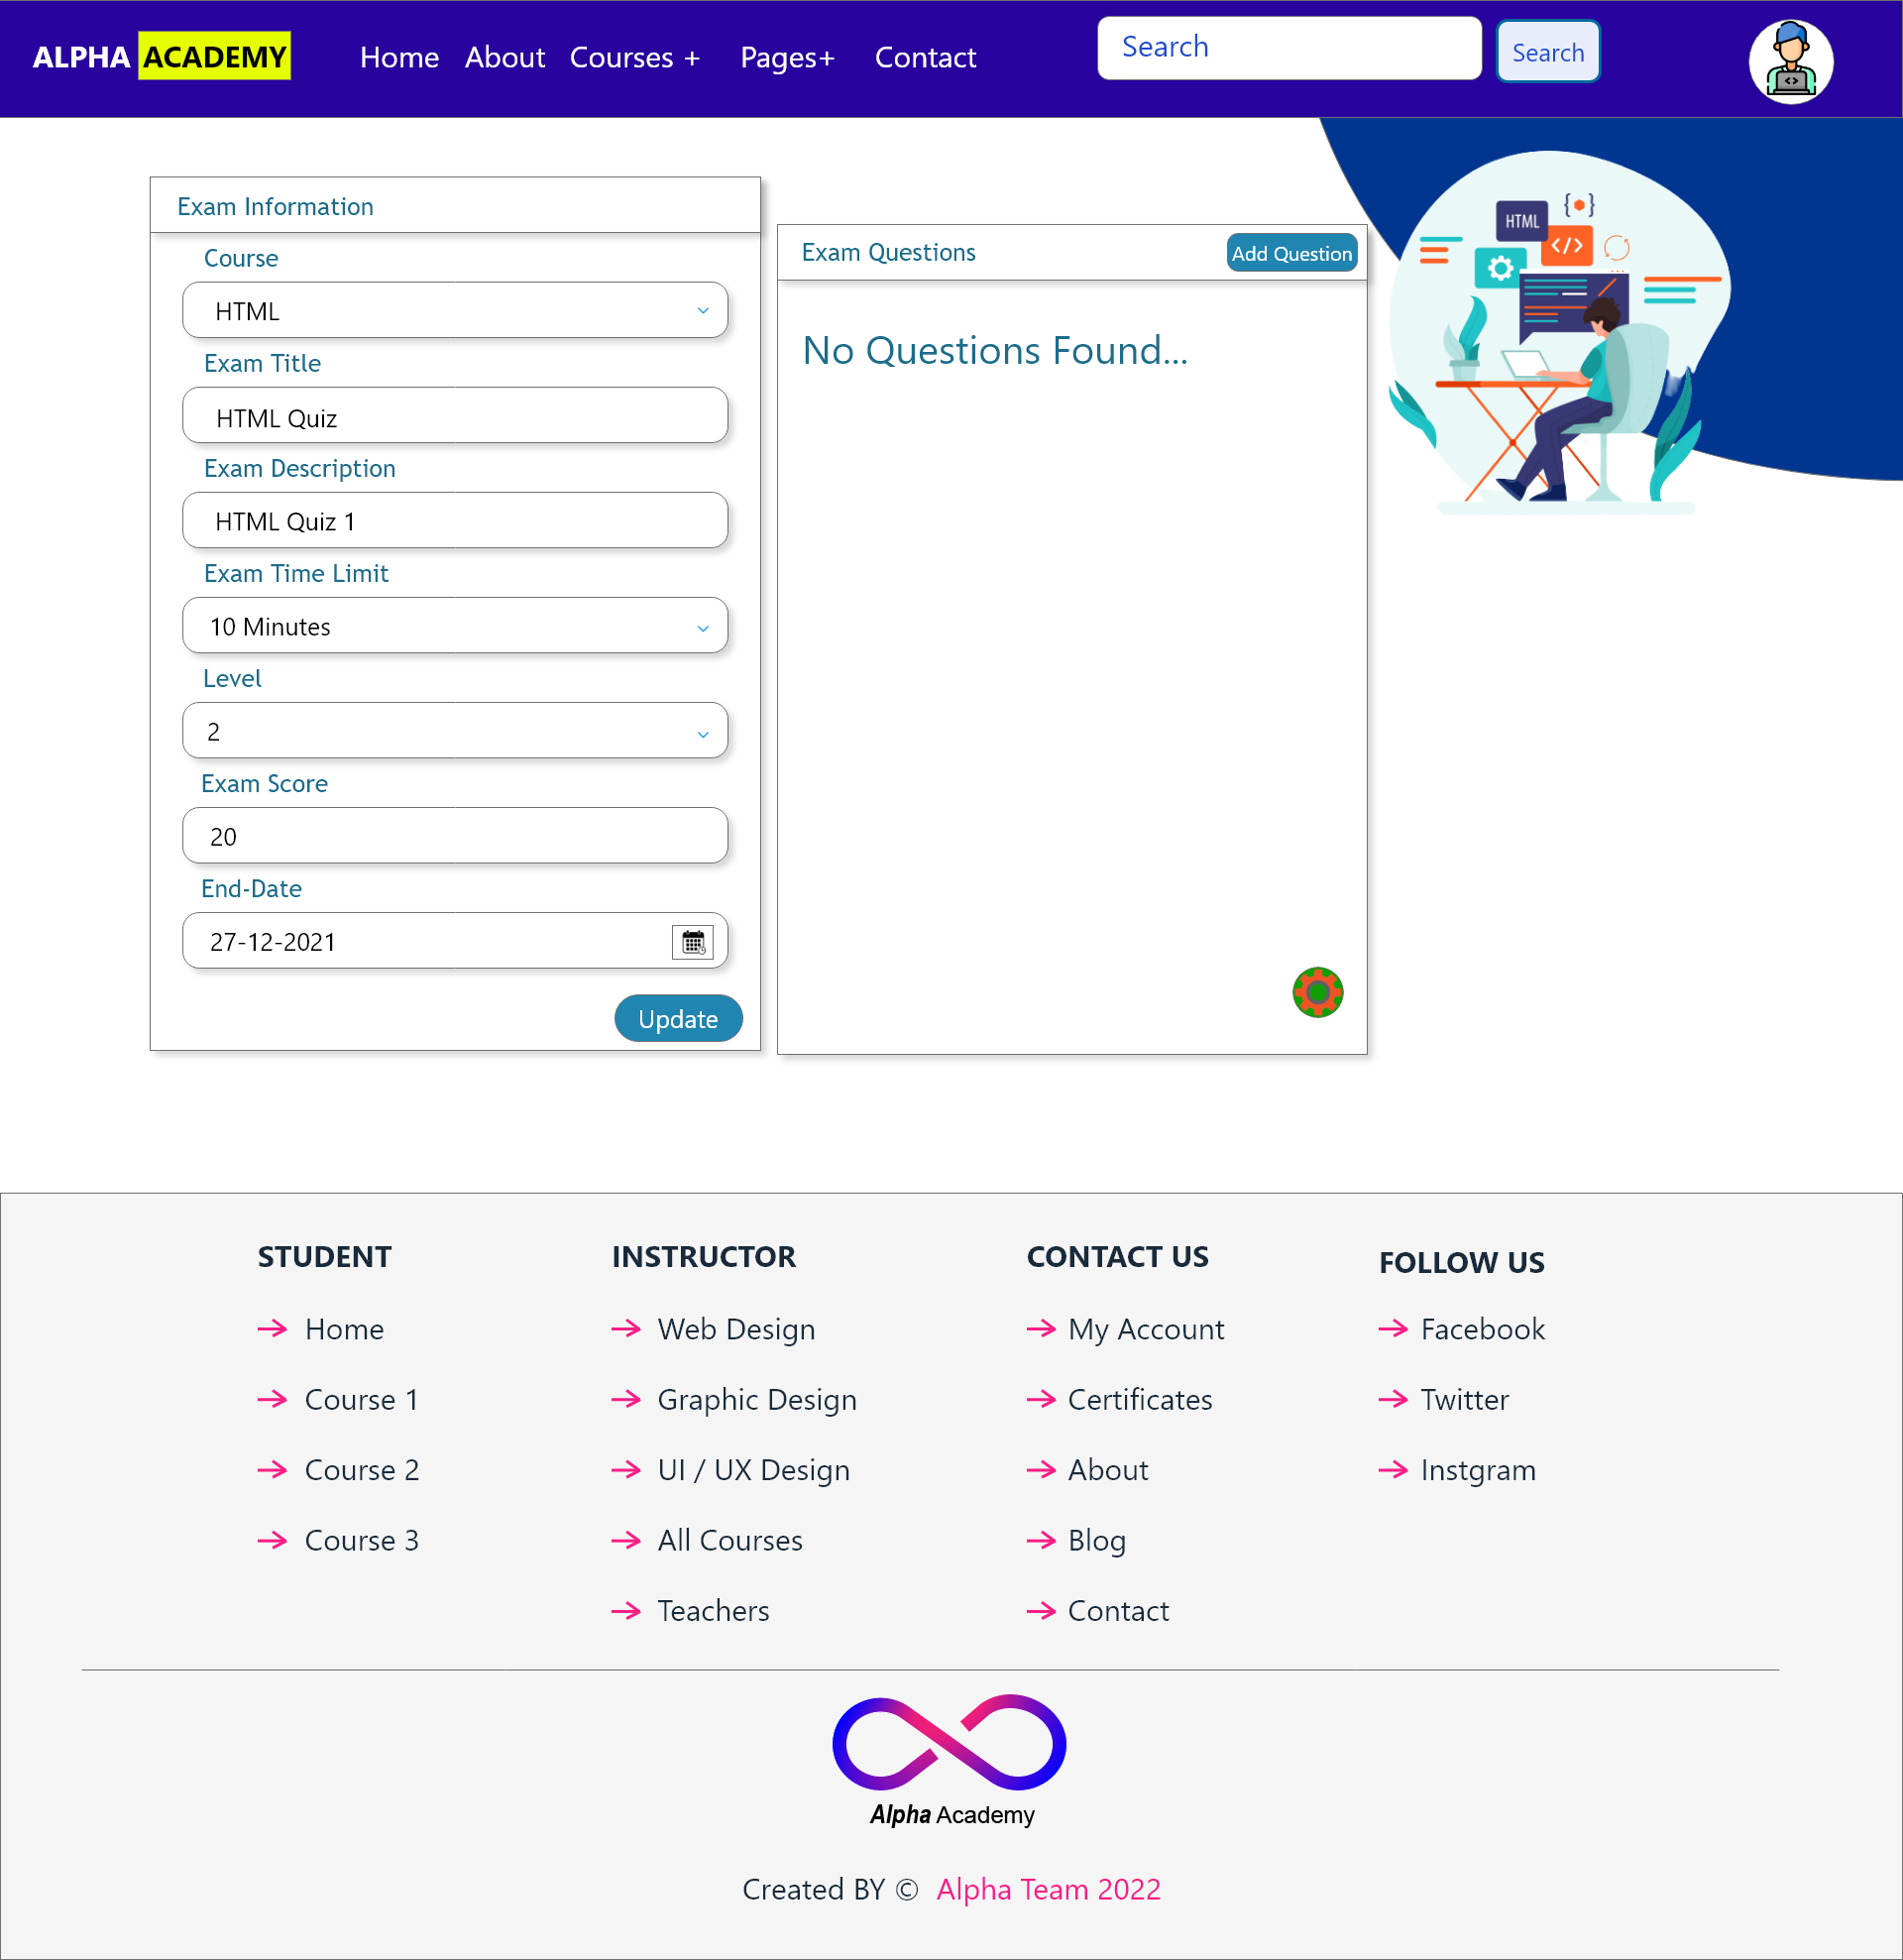 ALPHA ACADEMY
Home About Courses + Pages+ Contact
Search
Search
Exam Information
Course
HTML
Exam Title
HTML Quiz
Exam Description
HTML Quiz 1
Exam Time Limit
10 Minutes
Level
2
Exam Score
20
End-Date
27-12-2021
Update
Exam Questions
Add Question
No Questions Found...
HTML
</>
STUDENT
Home
Course 1
Course 2
Course 3
INSTRUCTOR
Web Design
Graphic Design
UI / UX Design
All Courses
Teachers
CONTACT US
My Account
Certificates
About
Blog
Contact
FOLLOW US
Facebook
Twitter
Instgram
Alpha Academy
Created BY © Alpha Team 2022